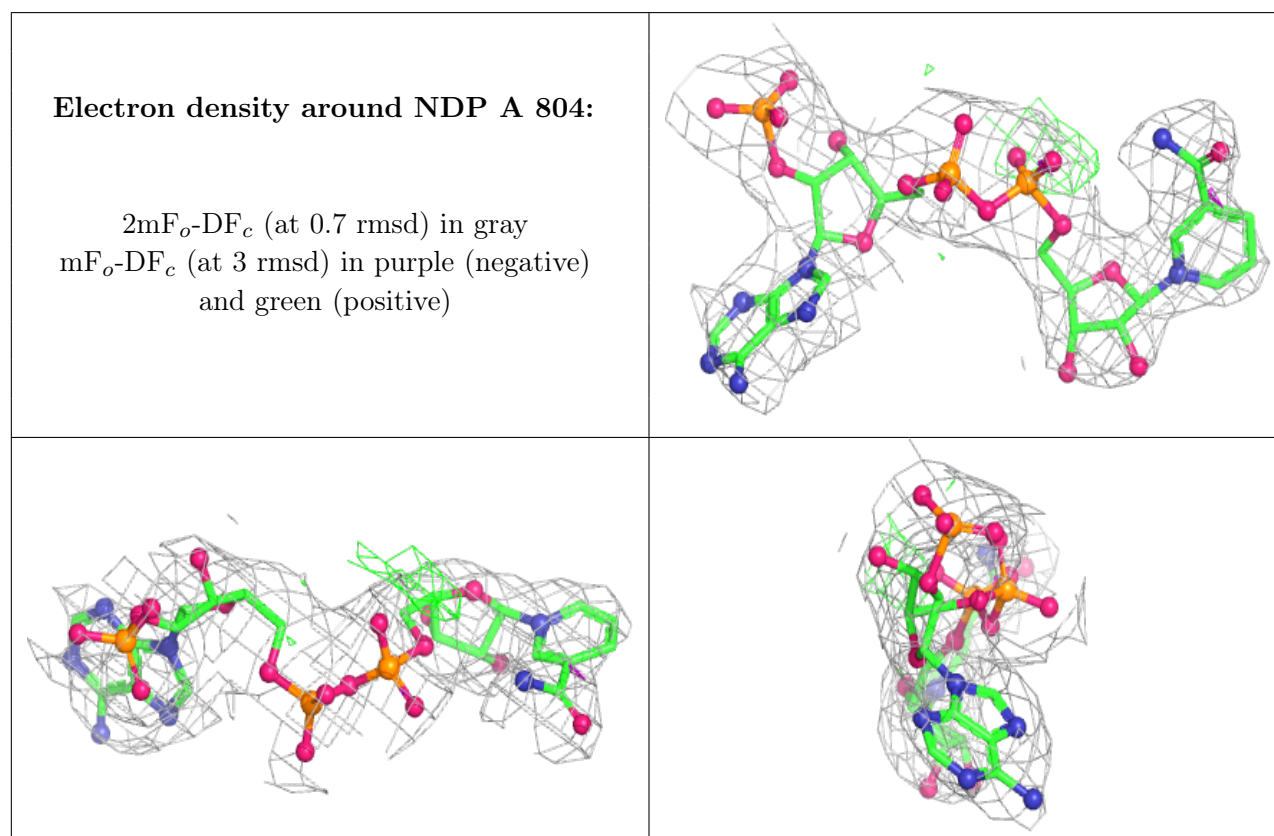 Electron density around NDP A 804:
2mFo-DFc (at 0.7 rmsd) in gray
mFo-DFc (at 3 rmsd) in purple (negative)
and green (positive)